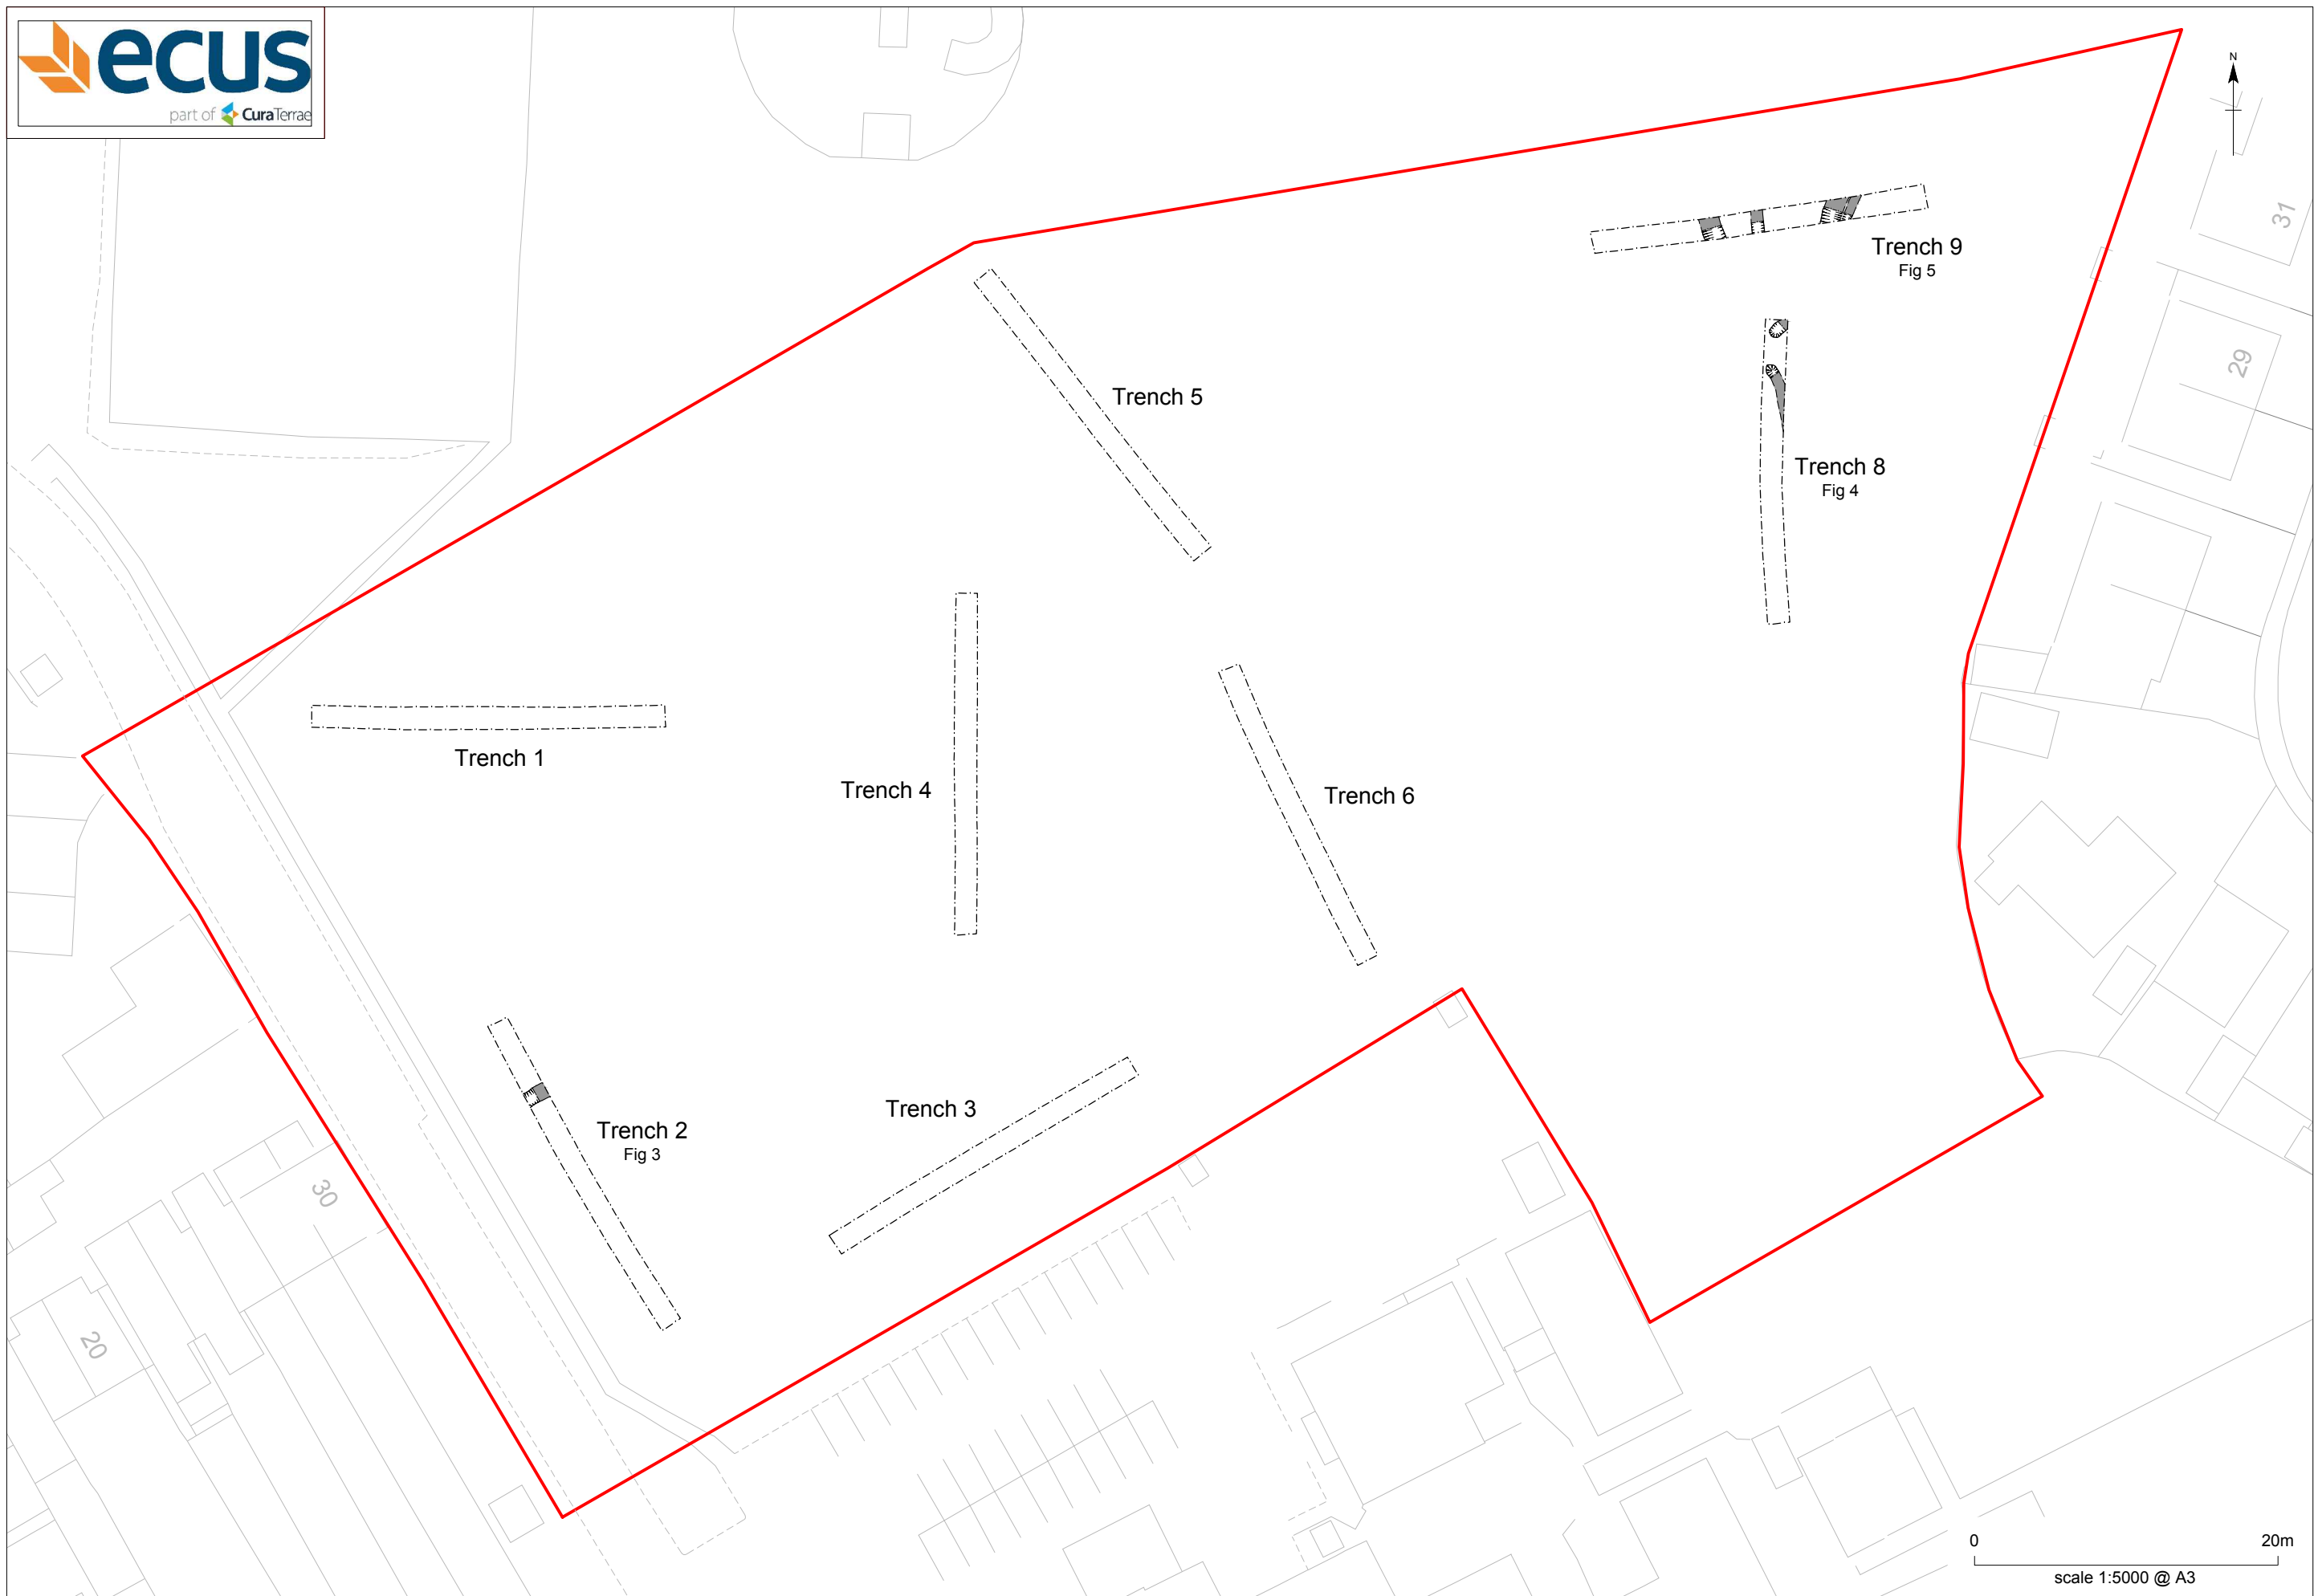 ecus
part of CuraTerrae
N
31
Trench 9
Fig 5
29
Trench 5
Trench 8
Fig 4
Trench 1
Trench 4
Trench 6
Trench 3
Trench 2
Fig 3
30
20
0 20m
scale 1:5000 @ A3